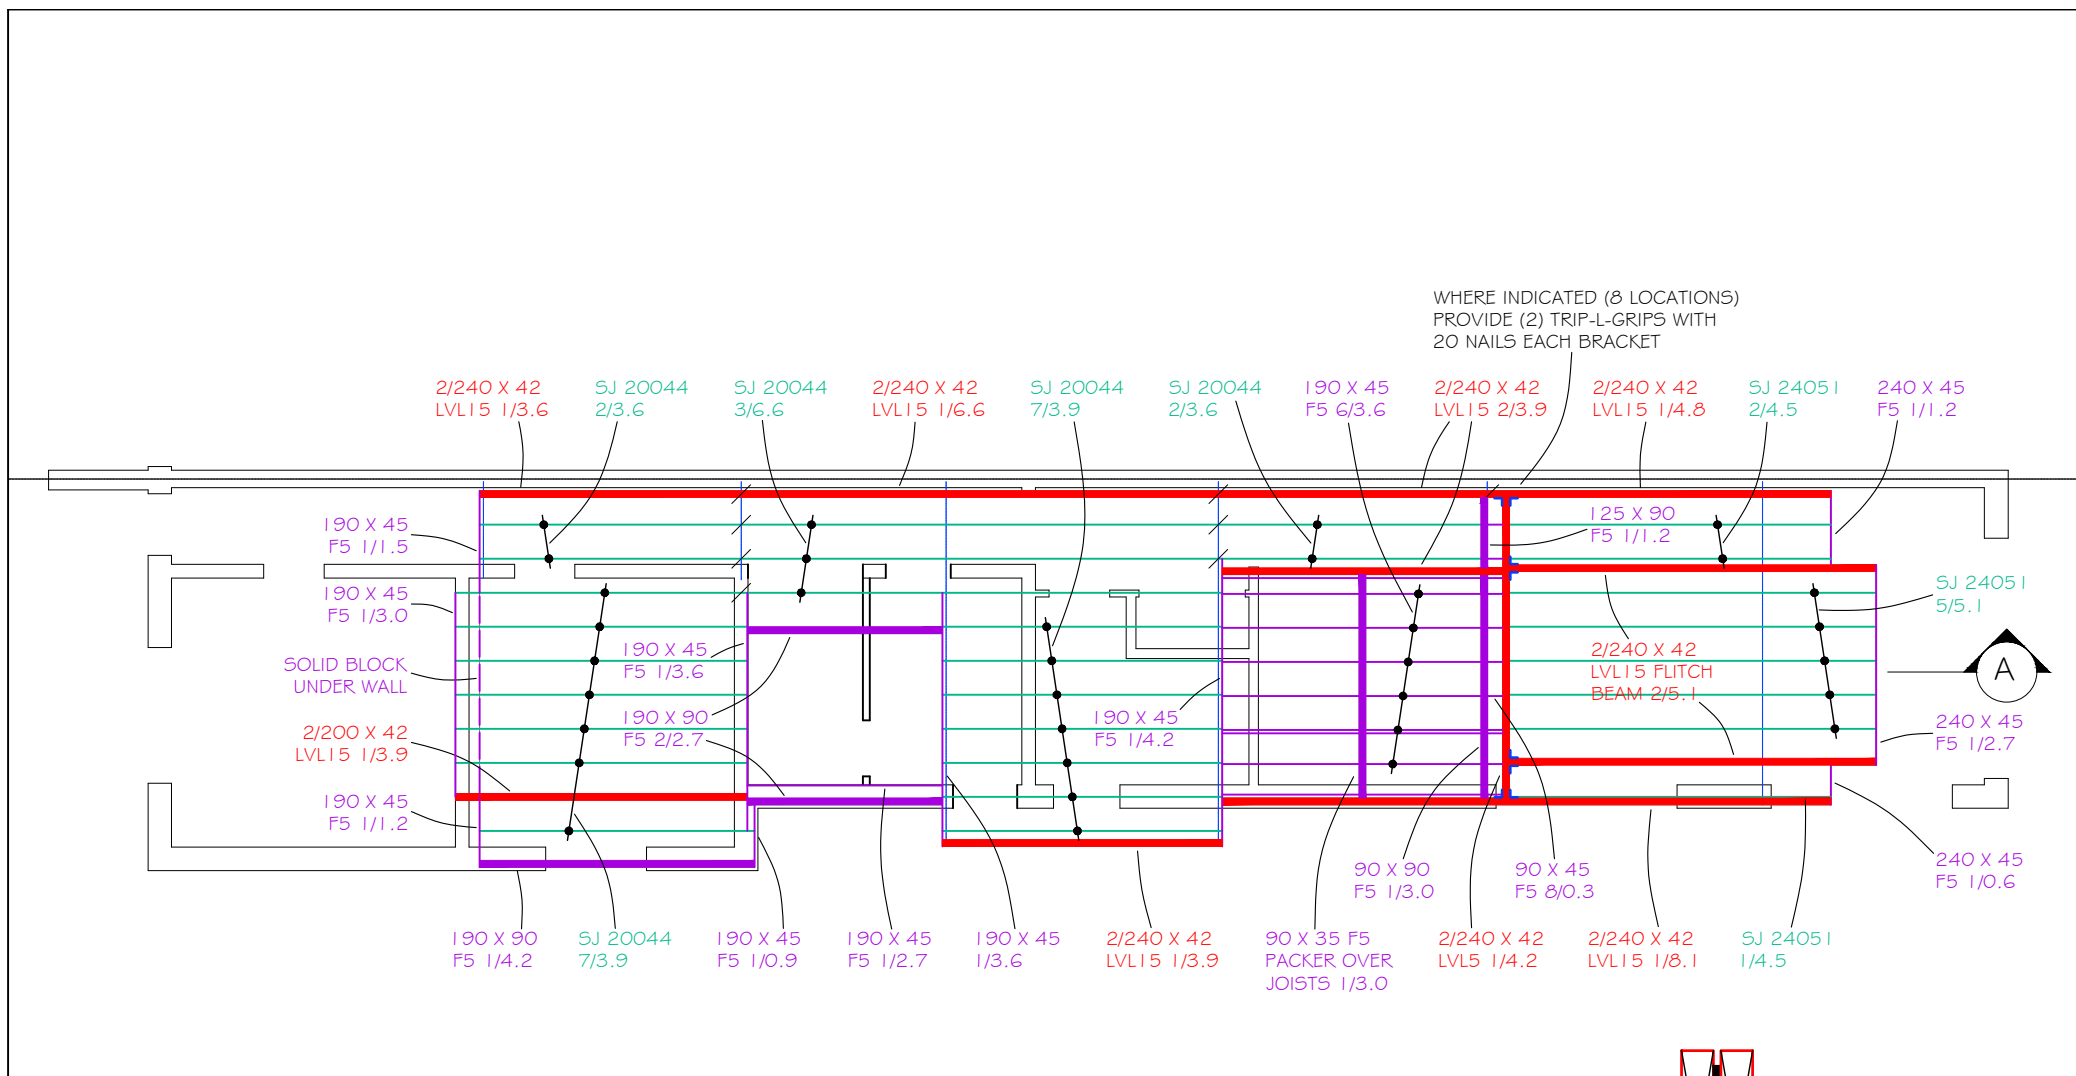 WHERE INDICATED (8 LOCATIONS)
PROVIDE (2) TRIP-L-GRIPS WITH
20 NAILS EACH BRACKET
2/240 X 42
LVL15 1/3.6
SJ 20044
2/3.6
SJ 20044
3/6.6
2/240 X 42
LVL15 1/6.6
SJ 20044
7/3.9
SJ 20044
2/3.6
190 X 45
F5 6/3.6
2/240 X 42
LVL15 2/3.9
2/240 X 42
LVL15 1/4.8
SJ 24051
2/4.5
240 X 45
F5 1/1.2
190 X 45
F5 1/1.5
125 X 90
F5 1/1.2
190 X 45
F5 1/3.0
SJ 24051
5/5.1
SOLID BLOCK
UNDER WALL
190 X 45
F5 1/3.6
2/240 X 42
LVL15 FLITCH
BEAM 2/5.1
A
2/200 X 42
LVL15 1/3.9
190 X 90
F5 2/2.7
190 X 45
F5 1/4.2
240 X 45
F5 1/2.7
190 X 45
F5 1/1.2
90 X 90
F5 1/3.0
90 X 45
F5 8/0.3
240 X 45
F5 1/0.6
190 X 90
F5 1/4.2
SJ 20044
7/3.9
190 X 45
F5 1/0.9
190 X 45
F5 1/2.7
190 X 45
1/3.6
2/240 X 42
LVL15 1/3.9
90 X 35 F5
PACKER OVER
JOISTS 1/3.0
2/240 X 42
LVL5 1/4.2
2/240 X 42
LVL15 1/8.1
SJ 24051
1/4.5